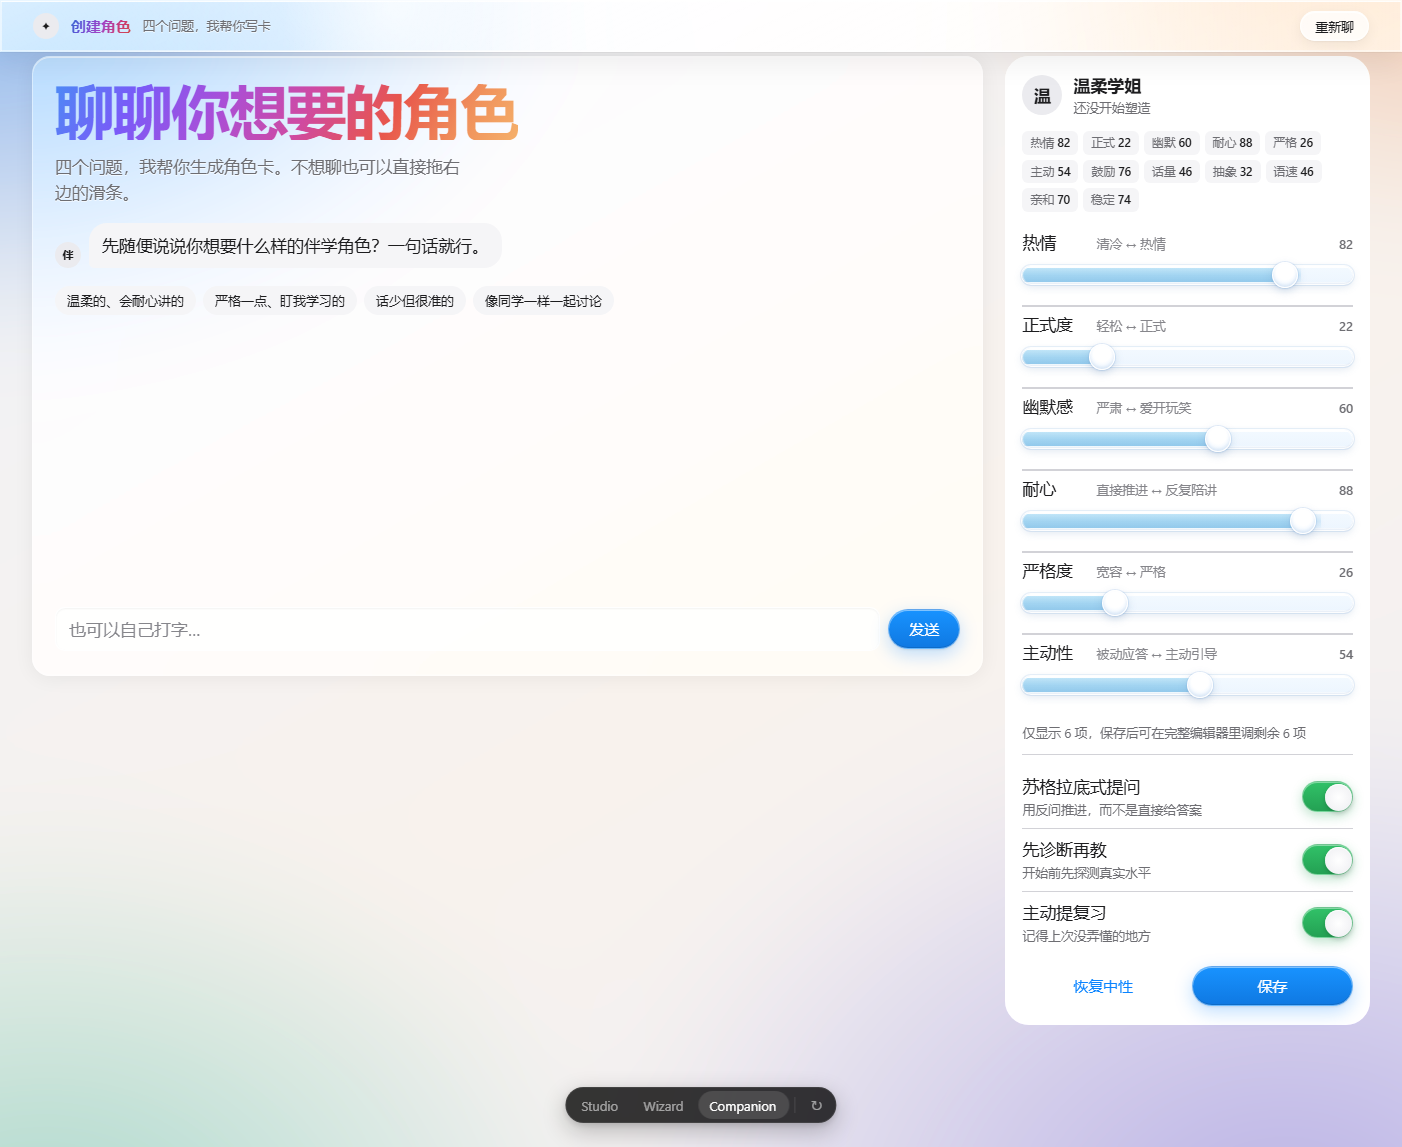 ✦ 创建角色 四个问题，我帮你写卡 重新聊
聊聊你想要的角色
四个问题，我帮你生成角色卡。不想聊也可以直接拖右
边的滑条。
伴 先随便说说你想要什么样的伴学角色？一句话就行。
温柔的、会耐心讲的 严格一点、盯我学习的 话少但很准的 像同学一样一起讨论
也可以自己打字... 发送
温 温柔学姐
还没开始塑造
热情 82 正式 22 幽默 60 耐心 88 严格 26
主动 54 鼓励 76 话量 46 抽象 32 语速 46
亲和 70 稳定 74
热情 清冷 ↔ 热情 82
正式度 轻松 ↔ 正式 22
幽默感 严肃 ↔ 爱开玩笑 60
耐心 直接推进 ↔ 反复陪讲 88
严格度 宽容 ↔ 严格 26
主动性 被动应答 ↔ 主动引导 54
仅显示 6 项，保存后可在完整编辑器里调剩余 6 项
苏格拉底式提问
用反问推进，而不是直接给答案
先诊断再教
开始前先探测真实水平
主动提复习
记得上次没弄懂的地方
恢复中性 保存
Studio Wizard Companion ↻